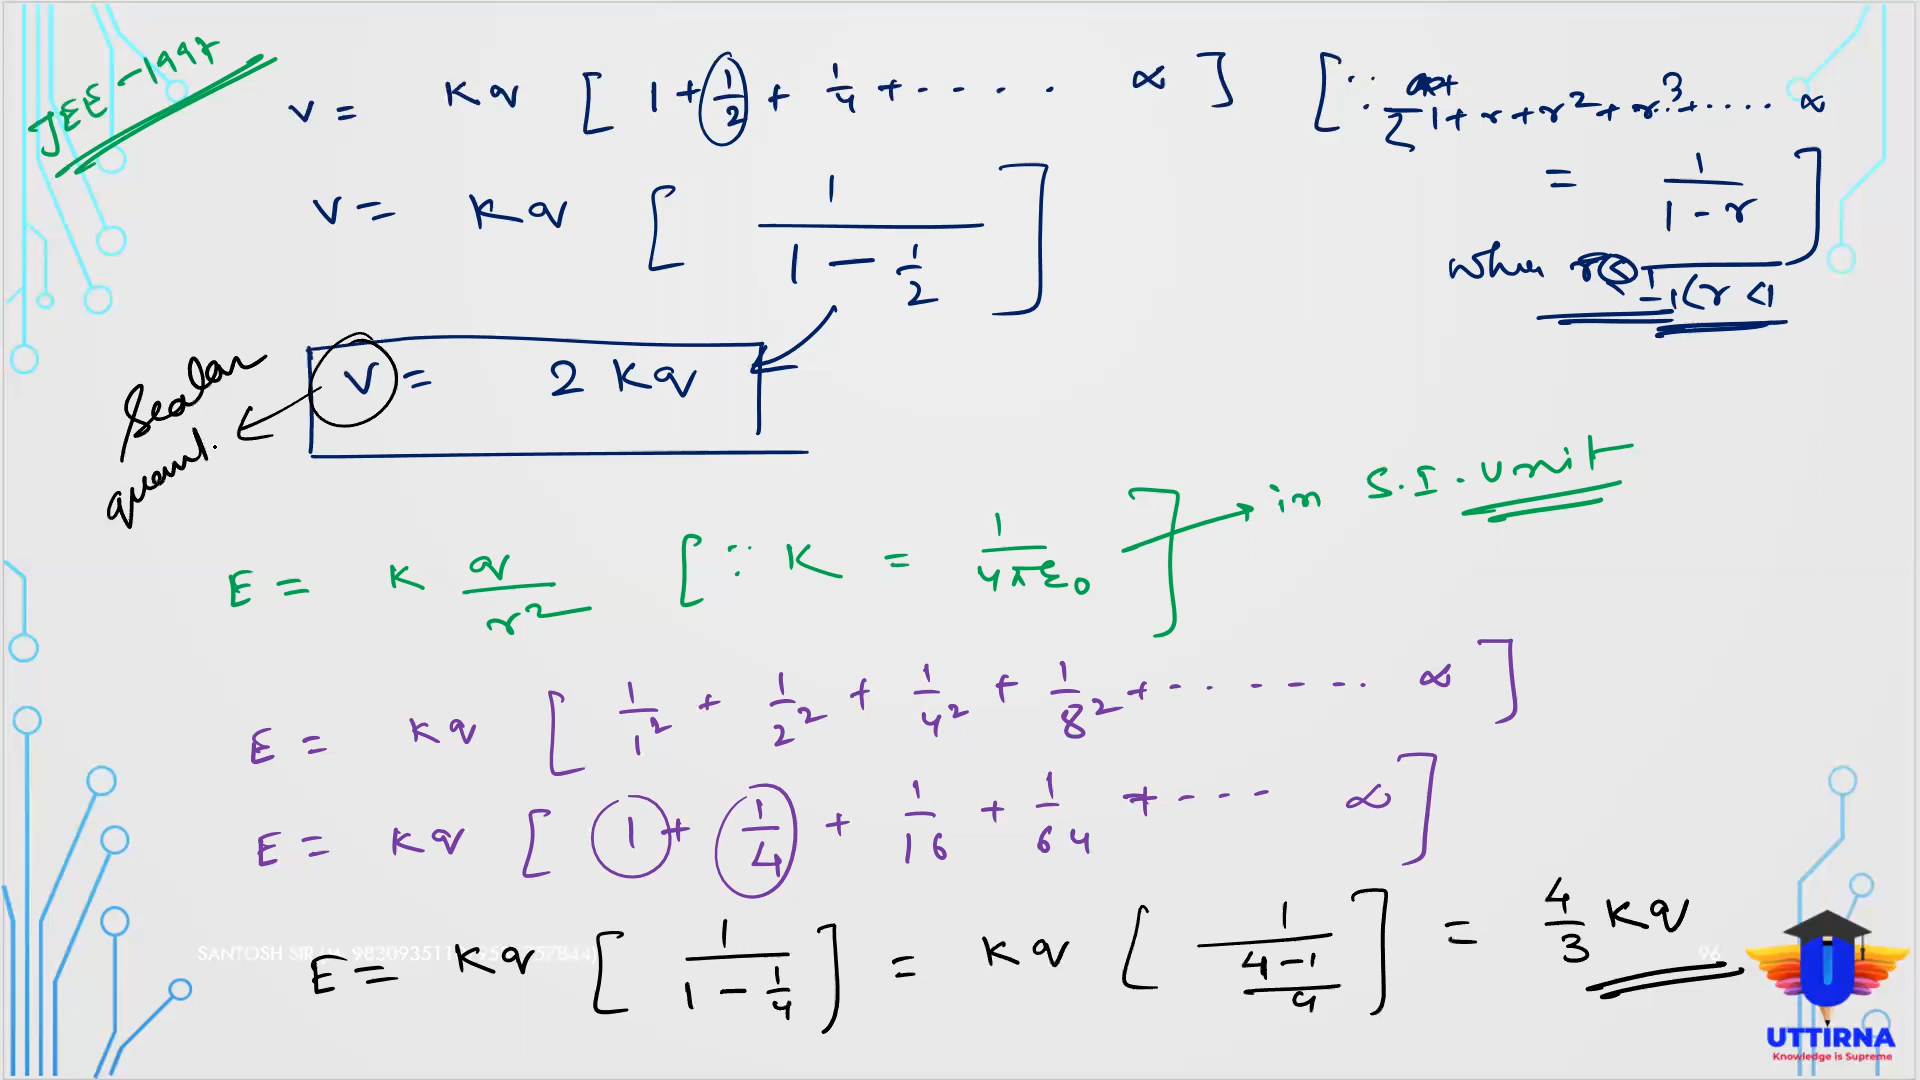 JEE-1997
V = Kq [ 1 + 1/2 + 1/4 + ..... ∝ ] [ ∵ 1 + r + r² + r³ + .... ∝
V = Kq [ 1/(1 - 1/2) ] = 1/(1 - r) ]
when -1 < r < 1
V = 2 Kq
Scalar
quant.
E = K q/r² [ ∵ K = 1/4πε₀ ] → in S.I. Unit
E = Kq [ 1/1² + 1/2² + 1/4² + 1/8² + ....... ∝ ]
E = Kq [ 1 + 1/4 + 1/16 + 1/64 + ---- ∝ ]
E = Kq [ 1/(1 - 1/4) ] = Kq [ 1/((4-1)/4) ] = 4/3 Kq
SANTOSH SIR
96
UTTIRNA
Knowledge is Supreme